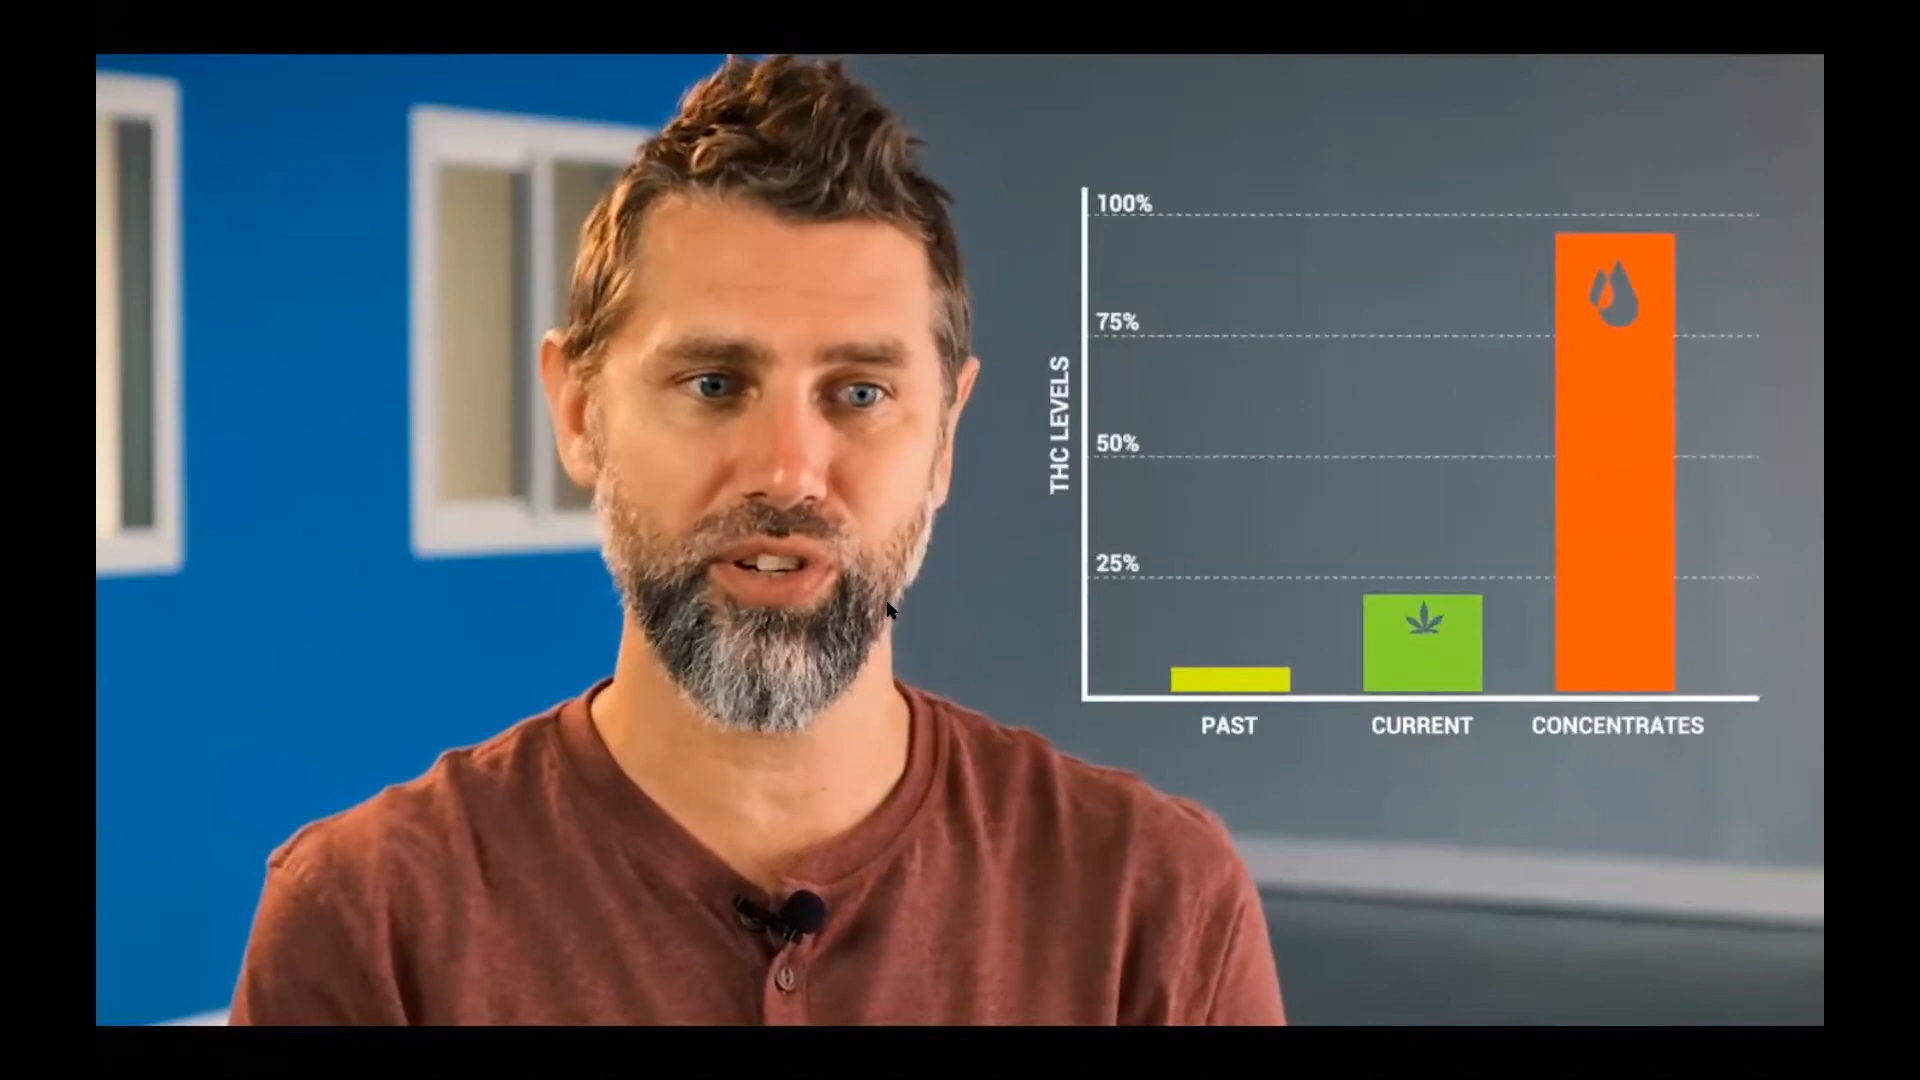 100%
75%
50%
25%
THC LEVELS
PAST
CURRENT
CONCENTRATES